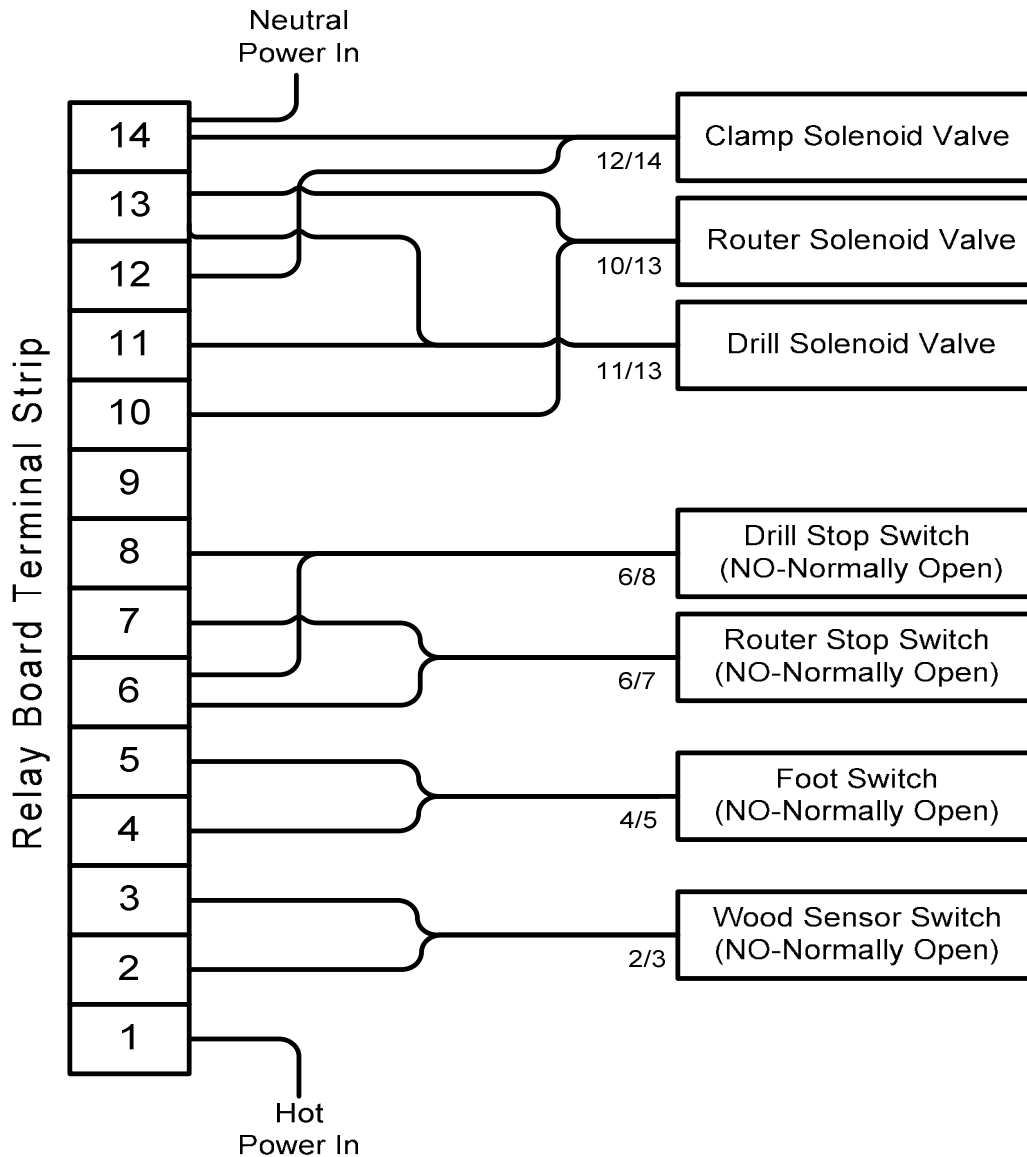 Neutral
Power In
14
13
12
11
10
9
8
7
6
5
4
3
2
1
Relay Board Terminal Strip
Clamp Solenoid Valve
12/14
Router Solenoid Valve
10/13
Drill Solenoid Valve
11/13
Drill Stop Switch
(NO-Normally Open)
6/8
Router Stop Switch
(NO-Normally Open)
6/7
Foot Switch
(NO-Normally Open)
4/5
Wood Sensor Switch
(NO-Normally Open)
2/3
Hot
Power In